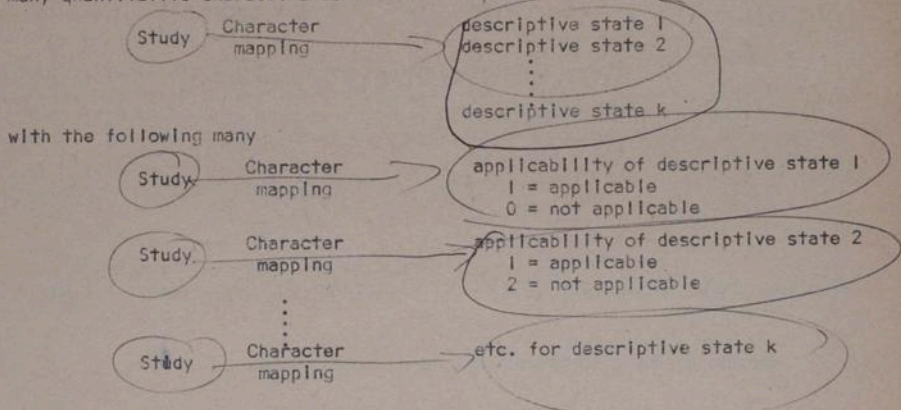 Study Character descriptive state 1
mapping descriptive state 2
descriptive state k
with the following many
Study Character applicability of descriptive state 1
mapping 1 = applicable
0 = not applicable
Study Character applicability of descriptive state 2
mapping 1 = applicable
2 = not applicable
Study Character etc. for descriptive state k
mapping